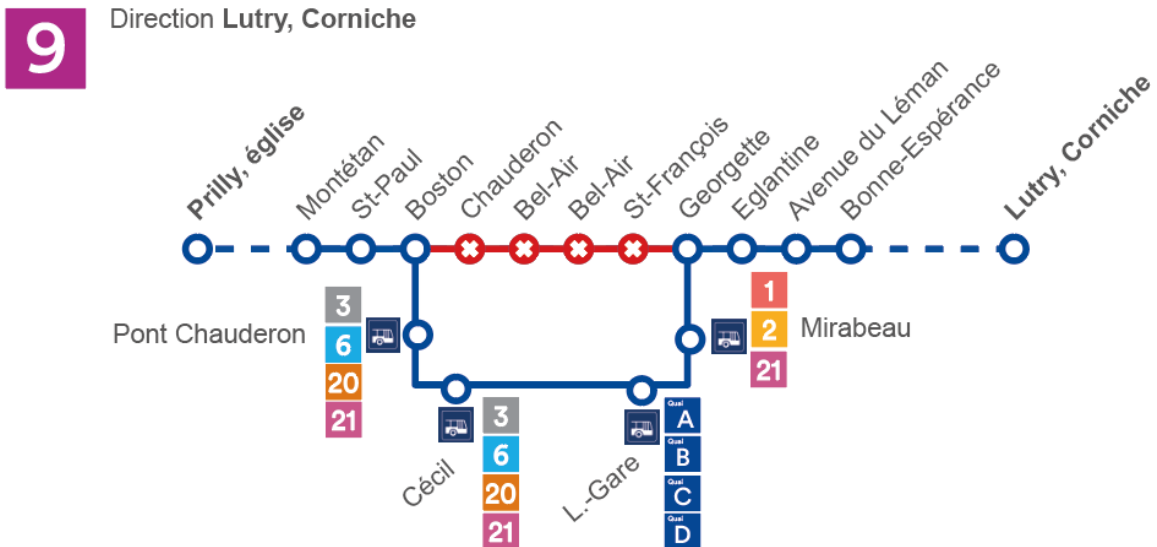 9
Direction Lutry, Corniche
Prilly, église
Montétan
St-Paul
Boston
Chauderon
Bel-Air
Bel-Air
St-François
Georgette
Eglantine
Avenue du Léman
Bonne-Espérance
Lutry, Corniche
Pont Chauderon
3
6
20
21
Cécil
3
6
20
21
L.-Gare
Quai
A
Quai
B
Quai
C
Quai
D
1
2
21
Mirabeau